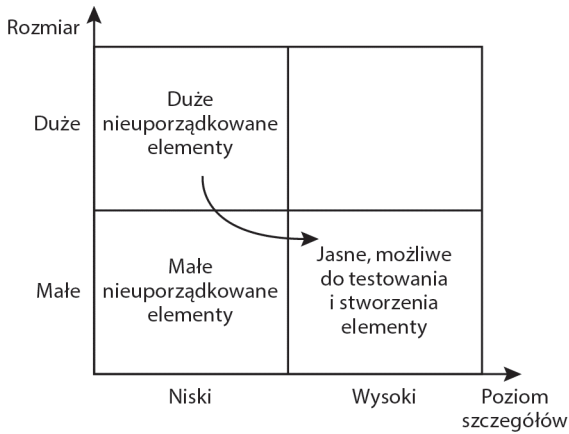 Rozmiar
Duże
Duże
nieuporządkowane
elementy
Małe
Małe
nieuporządkowane
elementy
Jasne, możliwe
do testowania
i stworzenia
elementy
Niski
Wysoki
Poziom
szczegółów